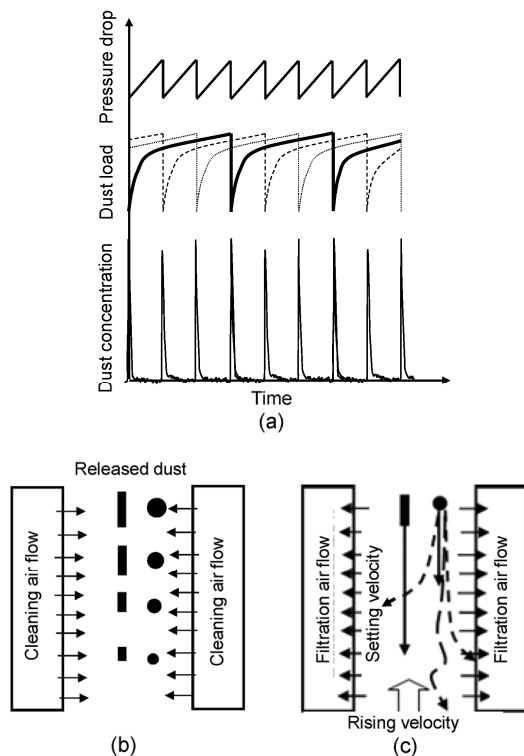 Pressure drop
Dust load
Dust concentration
Time
(a)
Released dust
Cleaning air flow
Cleaning air flow
(b)
Filtration air flow
Setting velocity
Filtration air flow
Rising velocity
(c)